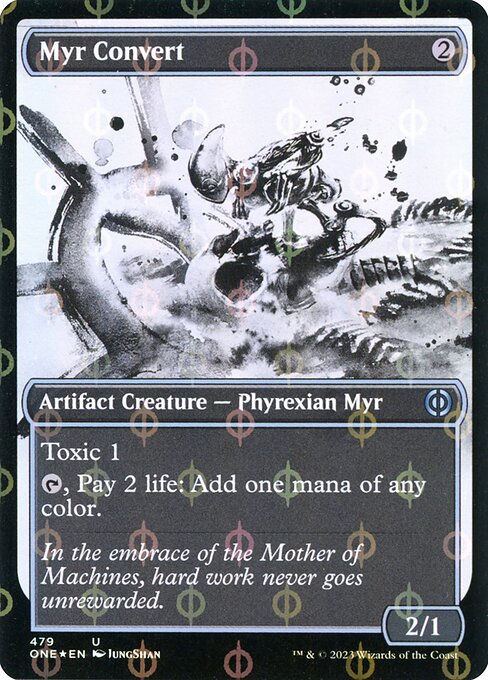 Myr Convert
2
Artifact Creature — Phyrexian Myr
Toxic 1
, Pay 2 life: Add one mana of any
color.
In the embrace of the Mother of
Machines, hard work never goes
unrewarded.
2/1
479 U
ONE★EN JUNGSHAN
™ & © 2023 Wizards of the Coast